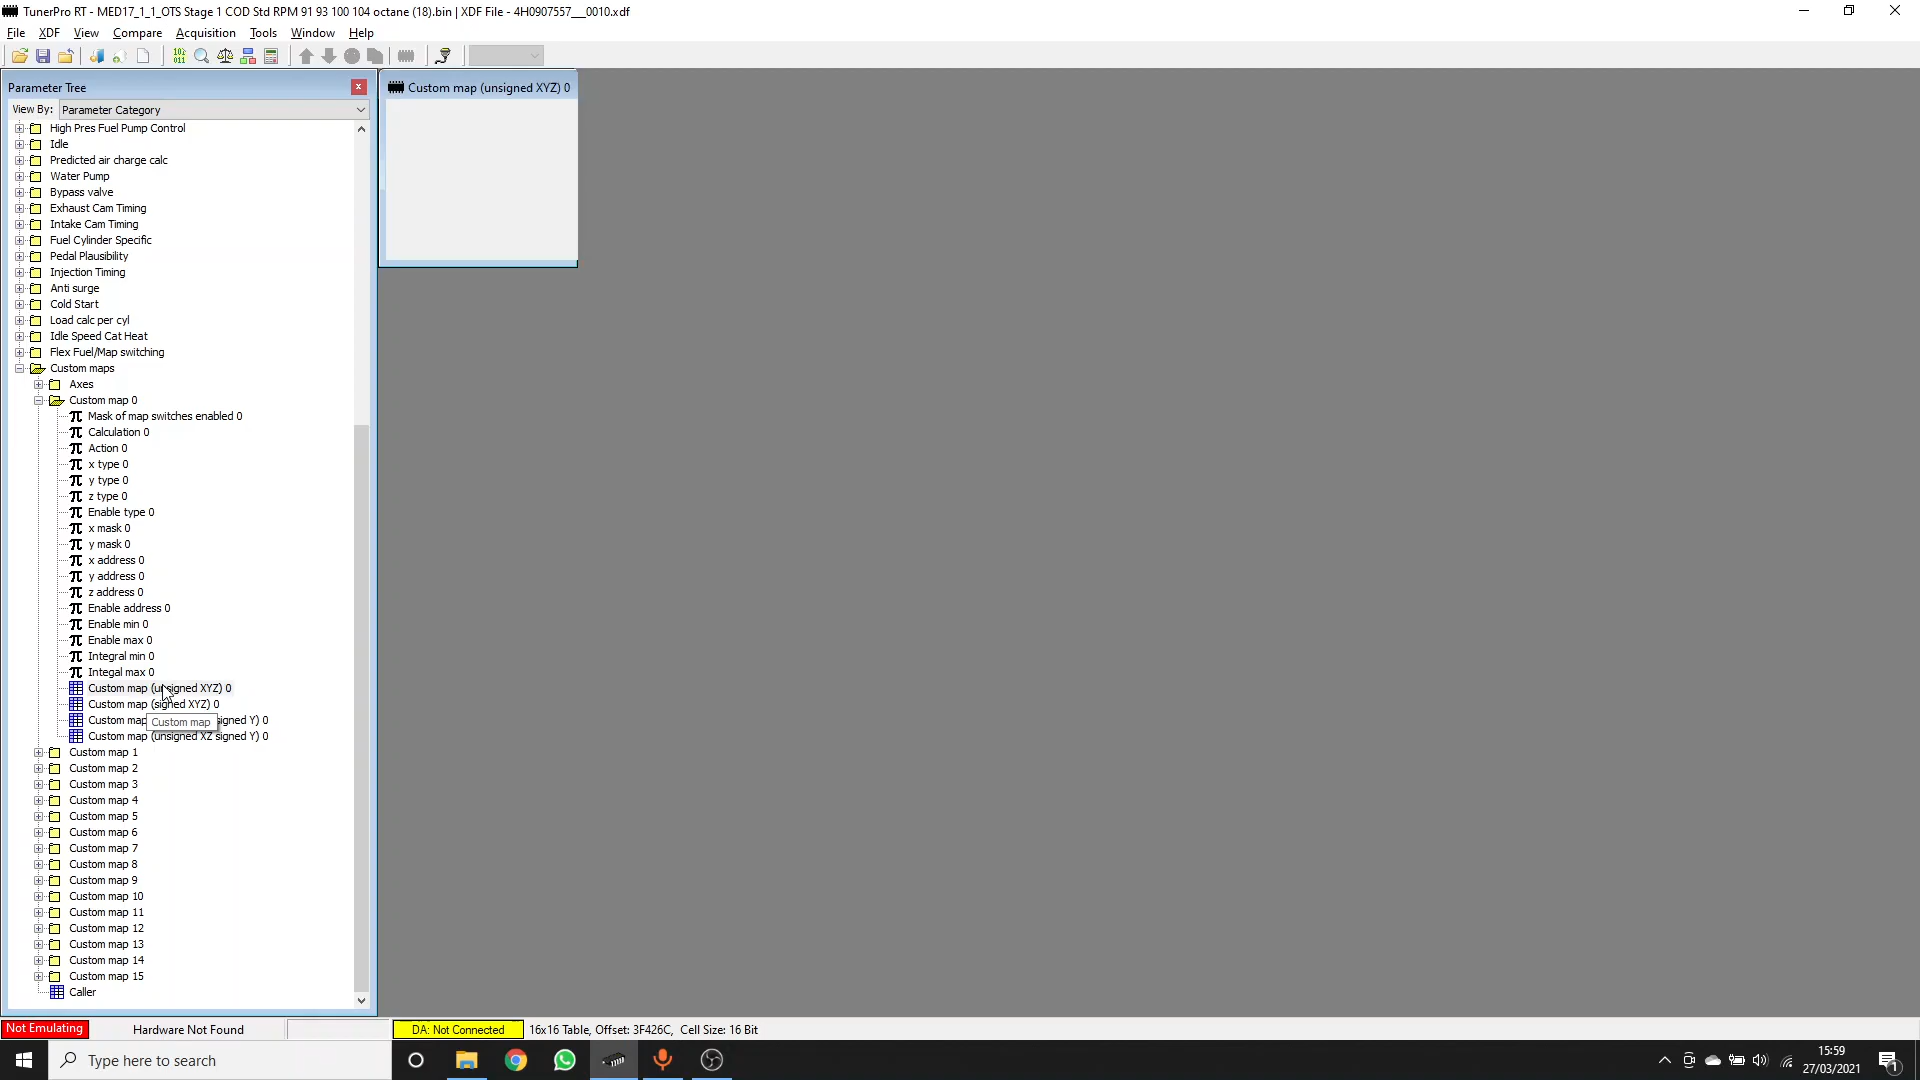 TunerPro RT - MED17_1_1_OTS Stage 1 COD Std RPM 91 93 100 104 octane (18).bin | XDF File - 4H0907557__0010.xdf
File XDF View Compare Acquisition Tools Window Help
Parameter Tree
Custom map (unsigned XYZ) 0
View By: Parameter Category
High Pres Fuel Pump Control
Idle
Predicted air charge calc
Water Pump
Bypass valve
Exhaust Cam Timing
Intake Cam Timing
Fuel Cylinder Specific
Pedal Plausibility
Injection Timing
Anti surge
Cold Start
Load calc per cyl
Idle Speed Cat Heat
Flex Fuel/Map switching
Custom maps
Axes
Custom map 0
Mask of map switches enabled 0
Calculation 0
Action 0
x type 0
y type 0
z type 0
Enable type 0
x mask 0
y mask 0
x address 0
y address 0
z address 0
Enable address 0
Enable min 0
Enable max 0
Integral min 0
Integal max 0
Custom map (unsigned XYZ) 0
Custom map (signed XYZ) 0
Custom map signed Y) 0
Custom map
Custom map (unsigned XZ signed Y) 0
Custom map 1
Custom map 2
Custom map 3
Custom map 4
Custom map 5
Custom map 6
Custom map 7
Custom map 8
Custom map 9
Custom map 10
Custom map 11
Custom map 12
Custom map 13
Custom map 14
Custom map 15
Caller
Not Emulating Hardware Not Found DA: Not Connected 16x16 Table, Offset: 3F426C, Cell Size: 16 Bit
Type here to search
15:59
27/03/2021
1